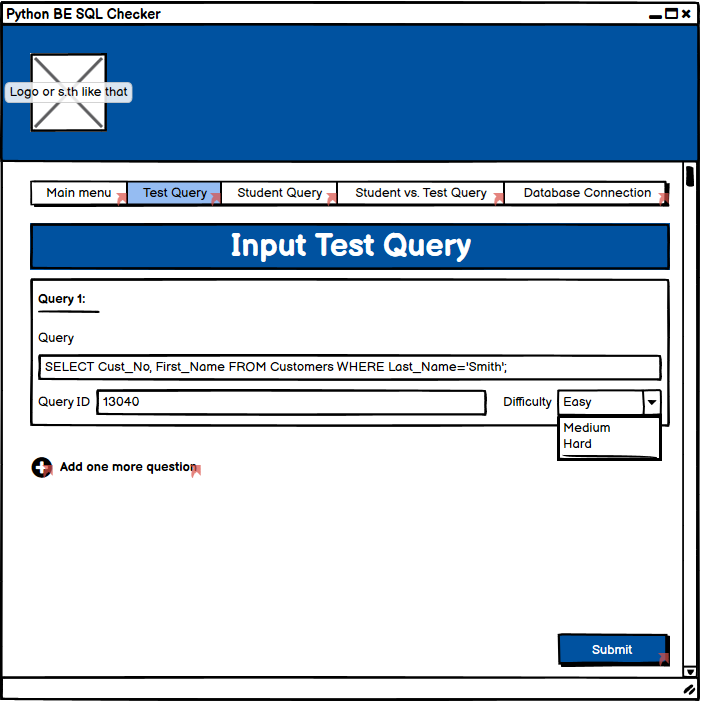 Python BE SQL Checker
Logo or s.th like that
Main menu Test Query Student Query Student vs. Test Query Database Connection
Input Test Query
Query 1:
Query
SELECT Cust_No, First_Name FROM Customers WHERE Last_Name='Smith';
Query ID 13040 Difficulty Easy
Medium
Hard
Add one more question
Submit